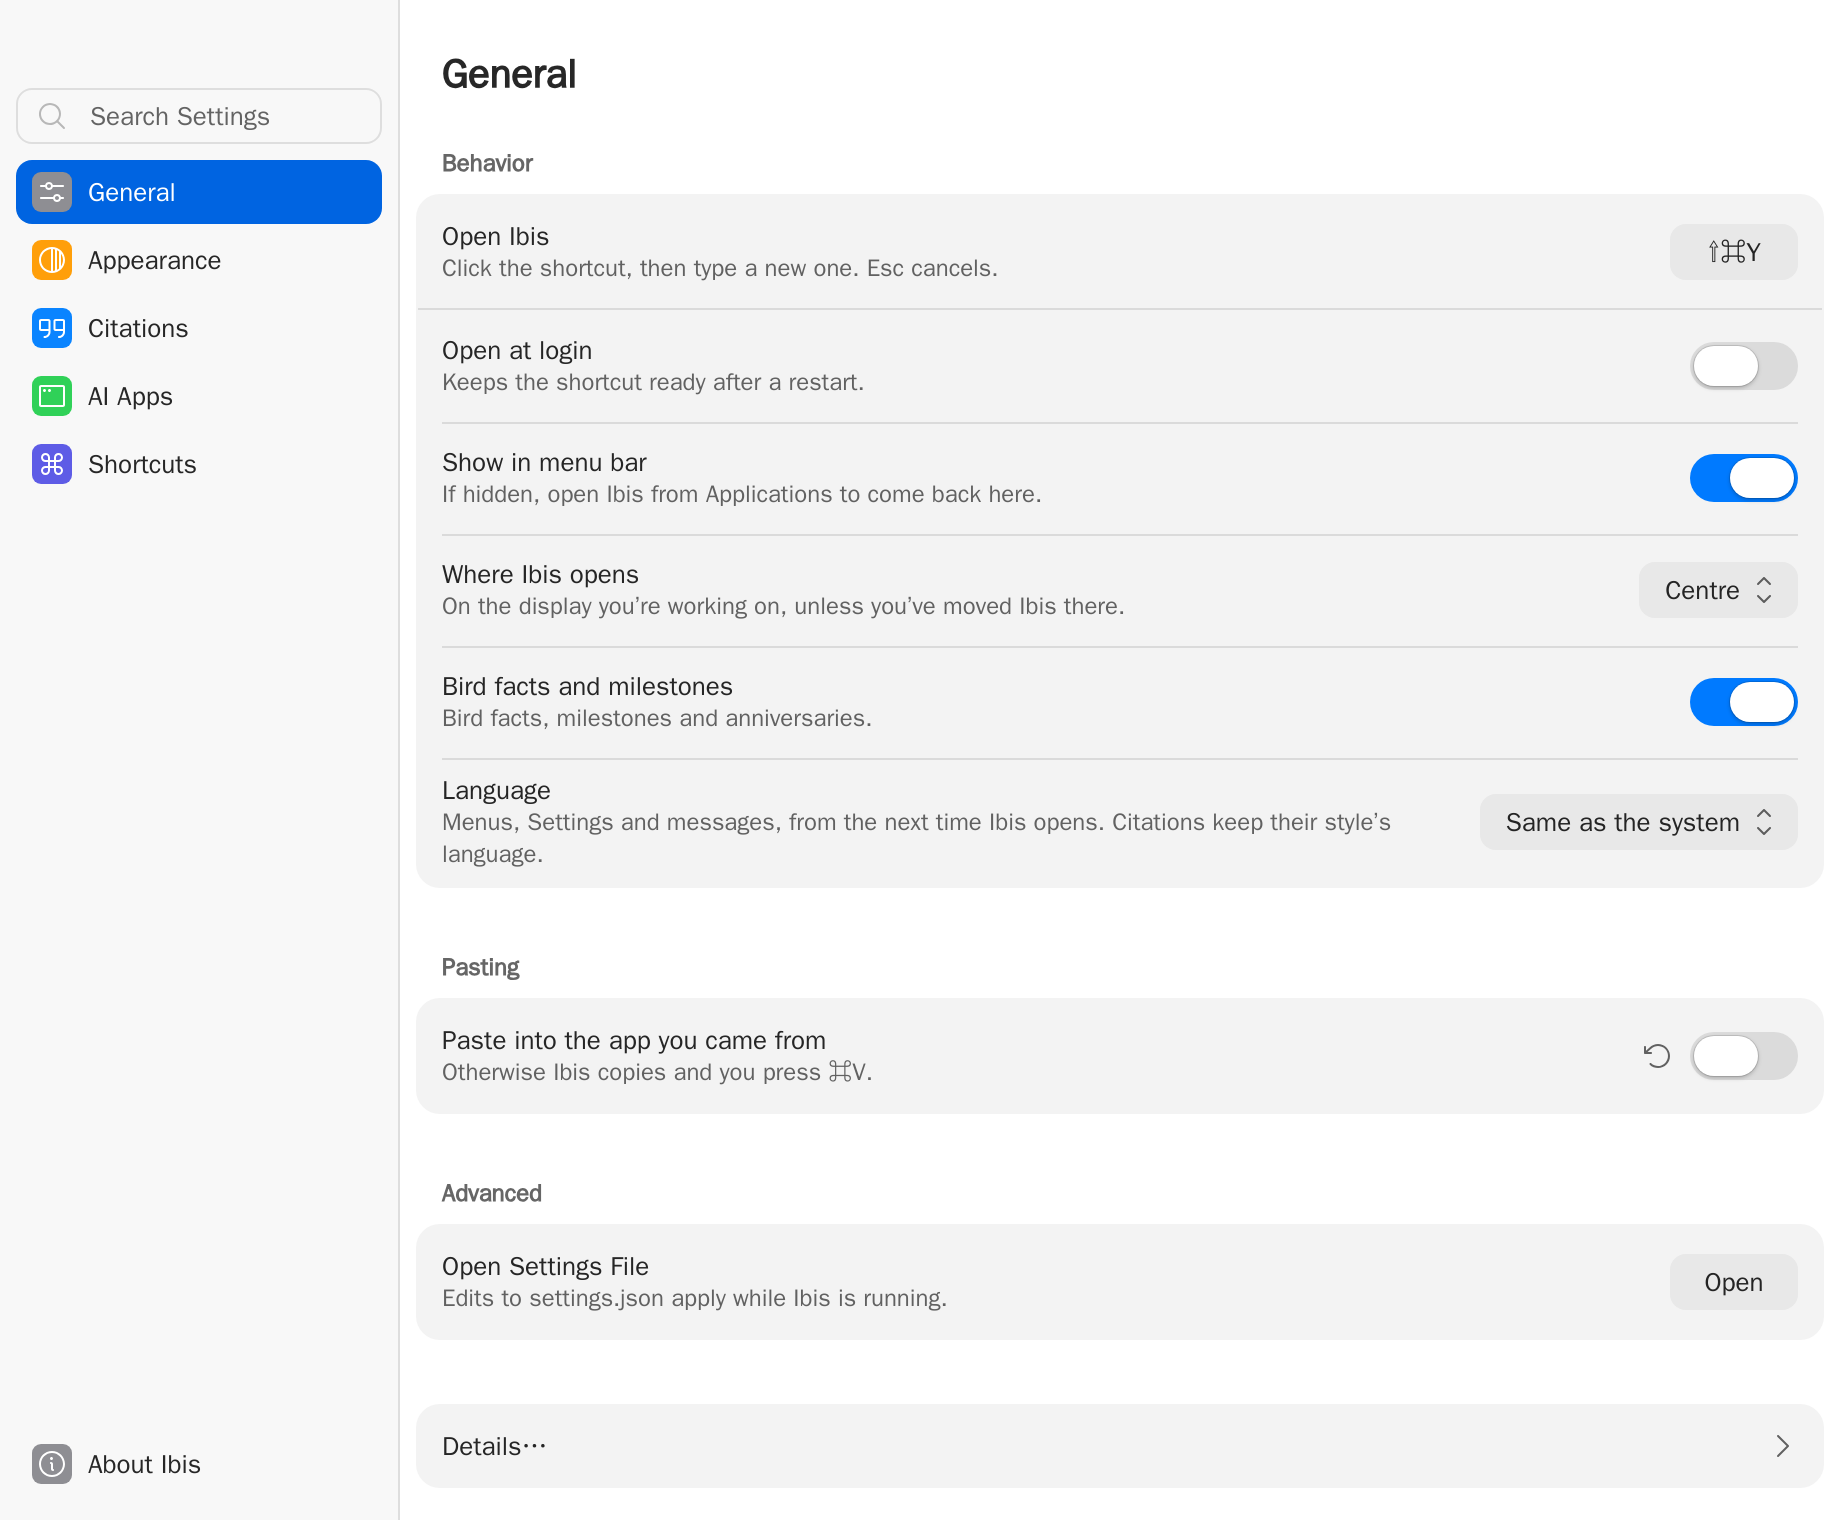 Search Settings
General
Appearance
Citations
AI Apps
Shortcuts
About Ibis
General
Behavior
Open Ibis
Click the shortcut, then type a new one. Esc cancels.
⇧⌘Y
Open at login
Keeps the shortcut ready after a restart.
Show in menu bar
If hidden, open Ibis from Applications to come back here.
Where Ibis opens
On the display you’re working on, unless you’ve moved Ibis there.
Centre
Bird facts and milestones
Bird facts, milestones and anniversaries.
Language
Menus, Settings and messages, from the next time Ibis opens. Citations keep their style’s
language.
Same as the system
Pasting
Paste into the app you came from
Otherwise Ibis copies and you press ⌘V.
Advanced
Open Settings File
Edits to settings.json apply while Ibis is running.
Open
Details…